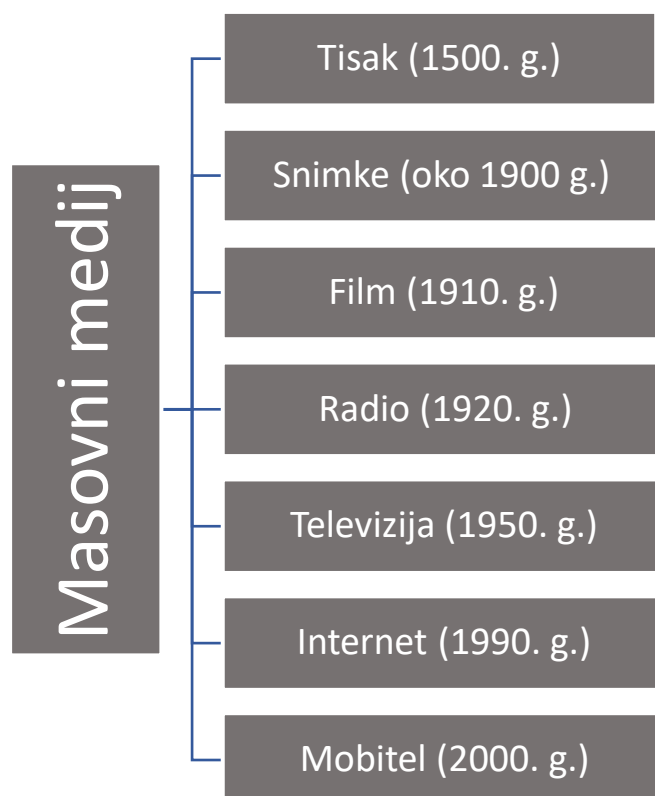 Masovni medij
Tisak (1500. g.)
Snimke (oko 1900 g.)
Film (1910. g.)
Radio (1920. g.)
Televizija (1950. g.)
Internet (1990. g.)
Mobitel (2000. g.)